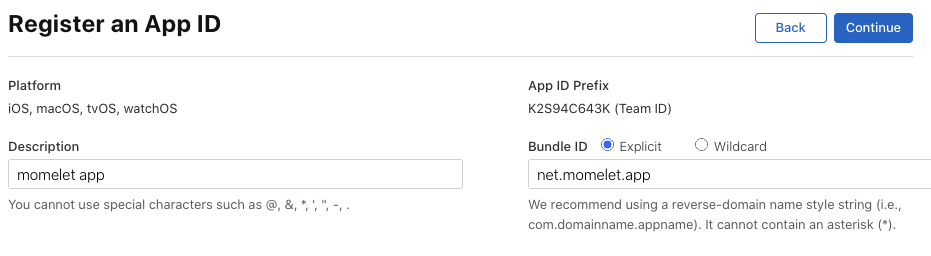 Register an App ID
Back
Continue
Platform
iOS, macOS, tvOS, watchOS
App ID Prefix
K2S94C643K (Team ID)
Description
momelet app
You cannot use special characters such as @, &, *, ', ", -, .
Bundle ID
Explicit
Wildcard
net.momelet.app
We recommend using a reverse-domain name style string (i.e.,
com.domainname.appname). It cannot contain an asterisk (*).